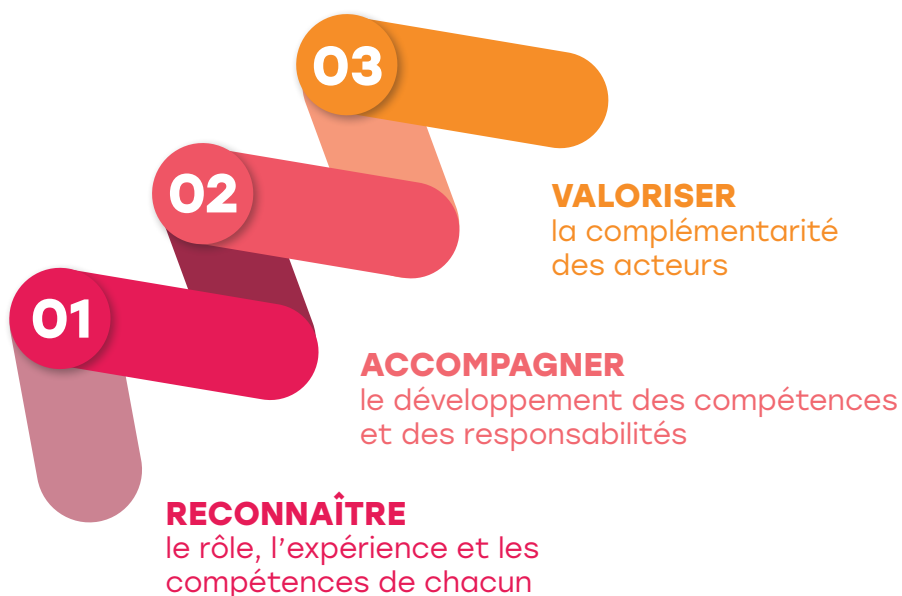 03
VALORISER
la complémentarité
des acteurs
02
ACCOMPAGNER
le développement des compétences
et des responsabilités
01
RECONNAÎTRE
le rôle, l’expérience et les
compétences de chacun